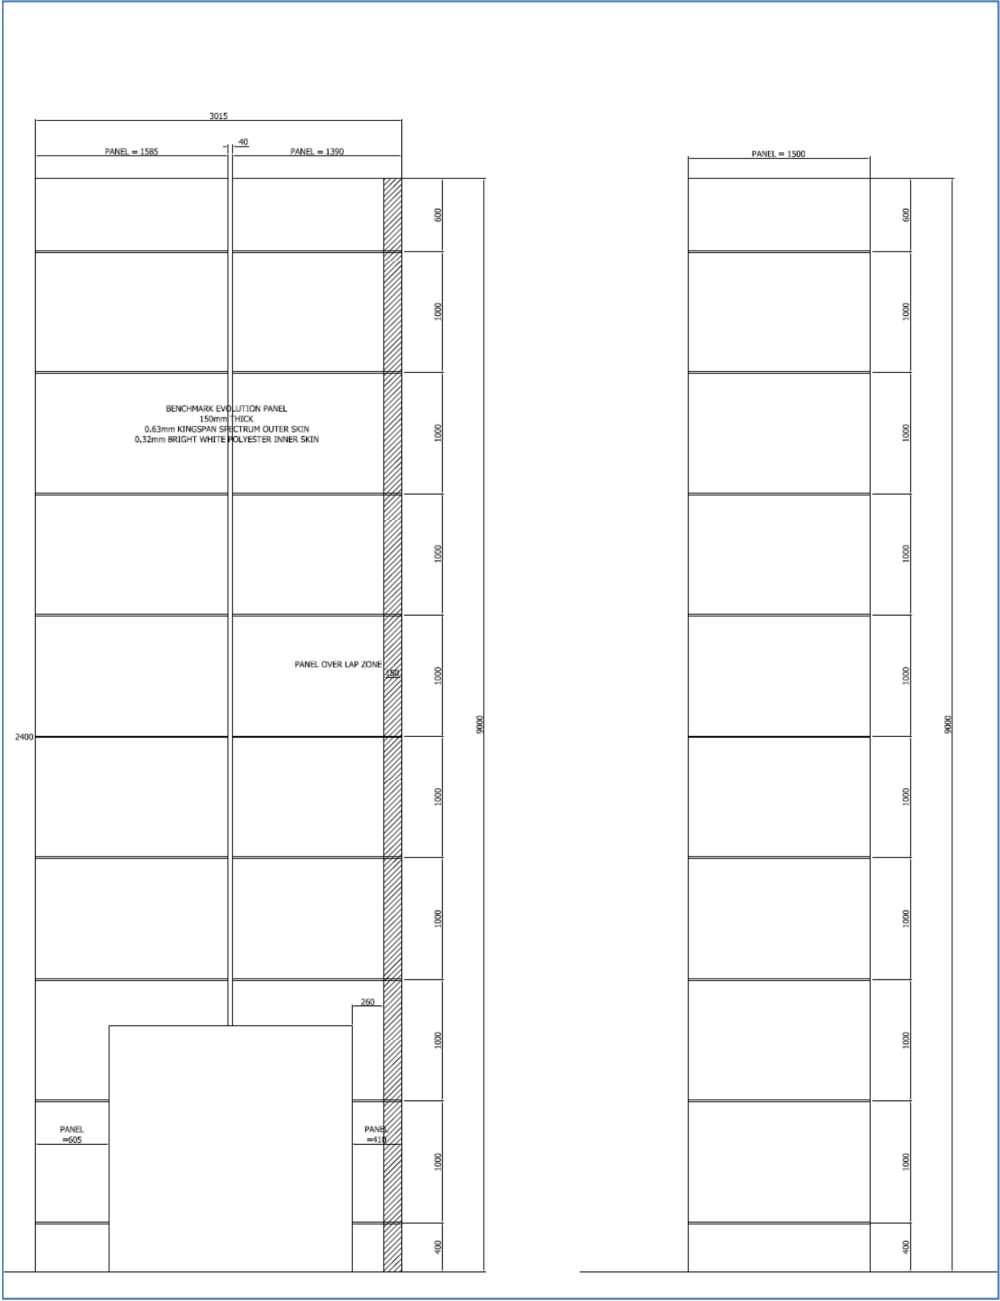 3015
40
PANEL = 1585
PANEL = 1390
PANEL = 1500
600
600
1000
1000
BENCHMARK EVOLUTION PANEL
150mm THICK
0.63mm KINGSPAN SPECTRUM OUTER SKIN
0,32mm BRIGHT WHITE POLYESTER INNER SKIN
1000
1000
1000
1000
PANEL OVER LAP ZONE
1000
1000
9000
9000
2400
1000
1000
1000
1000
260
1000
1000
PANEL
=605
PANEL
=410
1000
1000
400
400